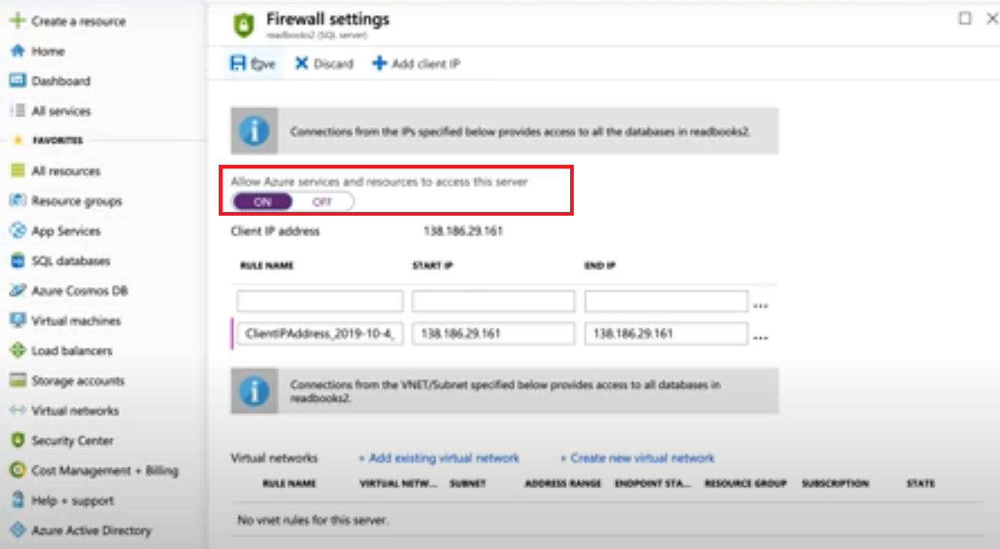 Create a resource
Home
Dashboard
All services
FAVORITES
All resources
Resource groups
App Services
SQL databases
Azure Cosmos DB
Virtual machines
Load balancers
Storage accounts
Virtual networks
Security Center
Cost Management + Billing
Help + support
Azure Active Directory
Firewall settings
readbooks2 (SQL server)
Save Discard Add client IP
Connections from the IPs specified below provides access to all the databases in readbooks2.
Allow Azure services and resources to access this server
ON OFF
Client IP address 138.186.29.161
RULE NAME START IP END IP
...
ClientIPAddress_2019-10-4_ 138.186.29.161 138.186.29.161 ...
Connections from the VNET/Subnet specified below provides access to all databases in
readbooks2.
Virtual networks + Add existing virtual network + Create new virtual network
RULE NAME VIRTUAL NETW... SUBNET ADDRESS RANGE ENDPOINT STA... RESOURCE GROUP SUBSCRIPTION STATE
No vnet rules for this server.